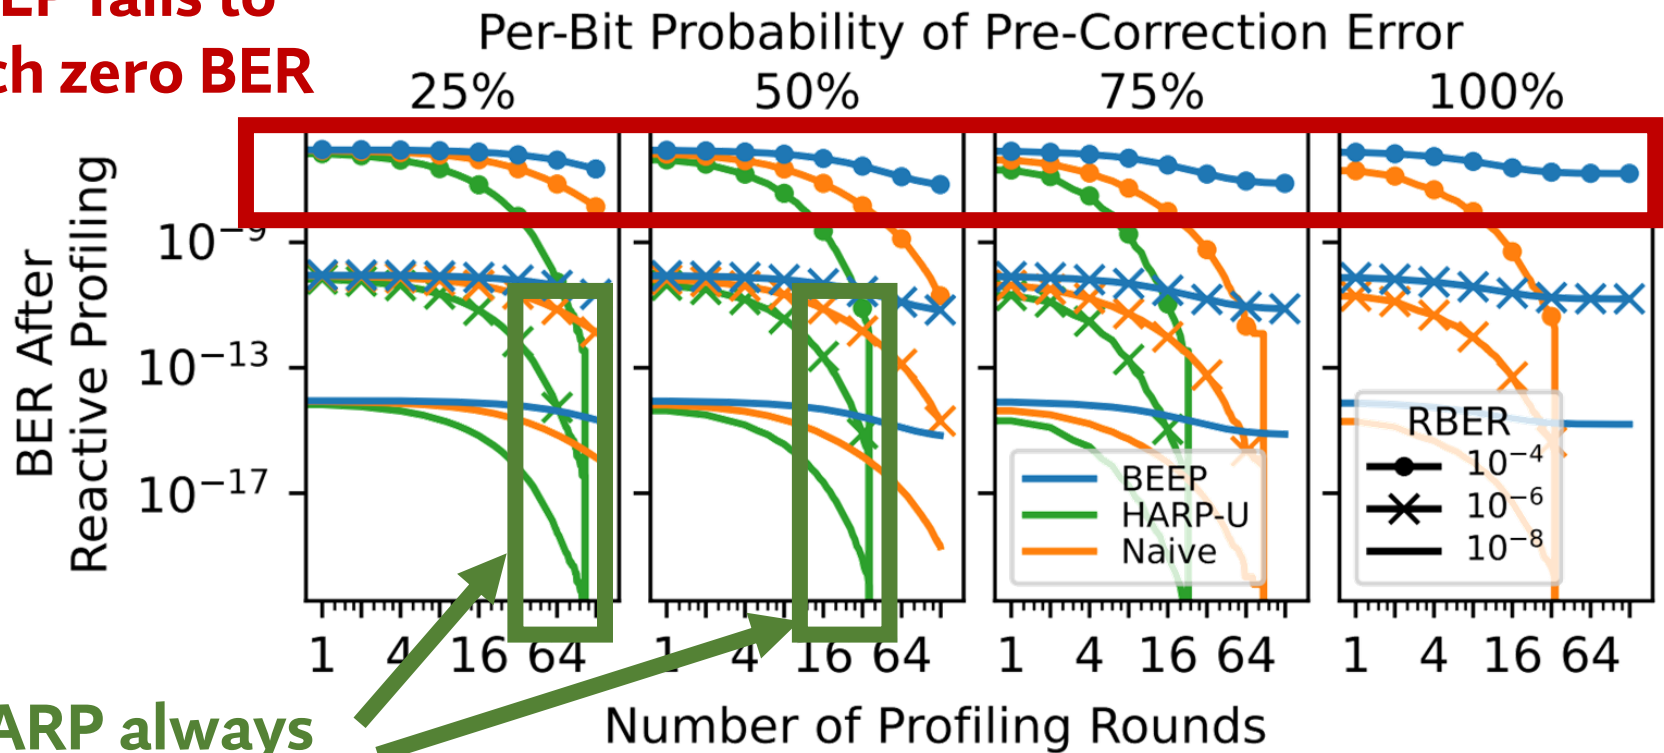 fails to
zero BER
Per-Bit Probability of Pre-Correction Error
25% 50% 75% 100%
BER After
Reactive Profiling
10⁻⁹
10⁻¹³
10⁻¹⁷
BEEP
HARP-U
Naive
RBER
10⁻⁴
10⁻⁶
10⁻⁸
1 4 16 64 1 4 16 64 1 4 16 64 1 4 16 64
ARP always
Number of Profiling Rounds